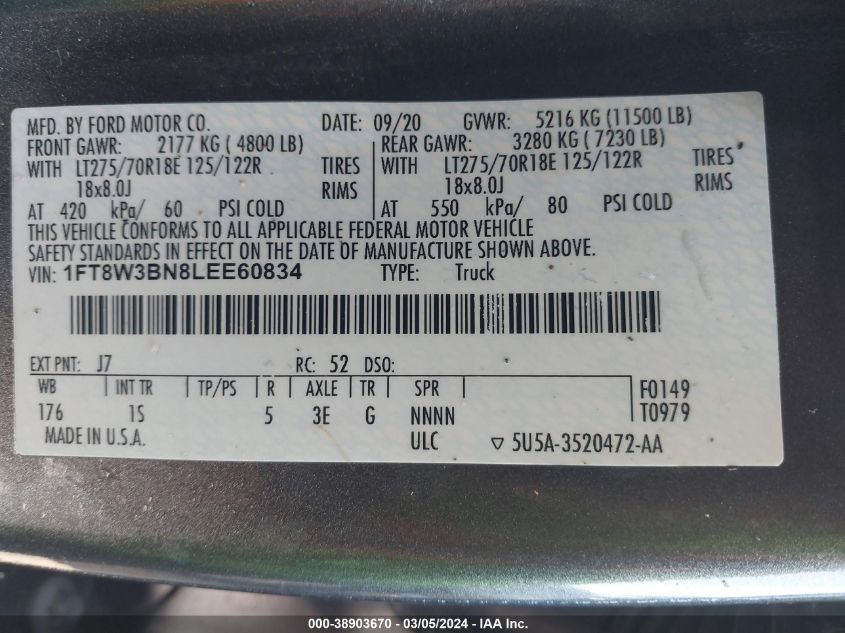 MFD. BY FORD MOTOR CO. DATE: 09/20 GVWR: 5216 KG (11500 LB)
FRONT GAWR: 2177 KG ( 4800 LB) REAR GAWR: 3280 KG ( 7230 LB)
WITH LT275/70R18E 125/122R TIRES WITH LT275/70R18E 125/122R TIRES
18x8.0J RIMS 18x8.0J RIMS
AT 420 kPa/ 60 PSI COLD AT 550 kPa/ 80 PSI COLD
THIS VEHICLE CONFORMS TO ALL APPLICABLE FEDERAL MOTOR VEHICLE
SAFETY STANDARDS IN EFFECT ON THE DATE OF MANUFACTURE SHOWN ABOVE.
VIN: 1FT8W3BN8LEE60834 TYPE: Truck
EXT PNT: J7 RC: 52 DSO:
WB INT TR TP/PS R AXLE TR SPR F0149
176 1S 5 3E G NNNN T0979
MADE IN U.S.A. ULC ▽ 5U5A-3520472-AA
000-38903670 - 03/05/2024 - IAA Inc.